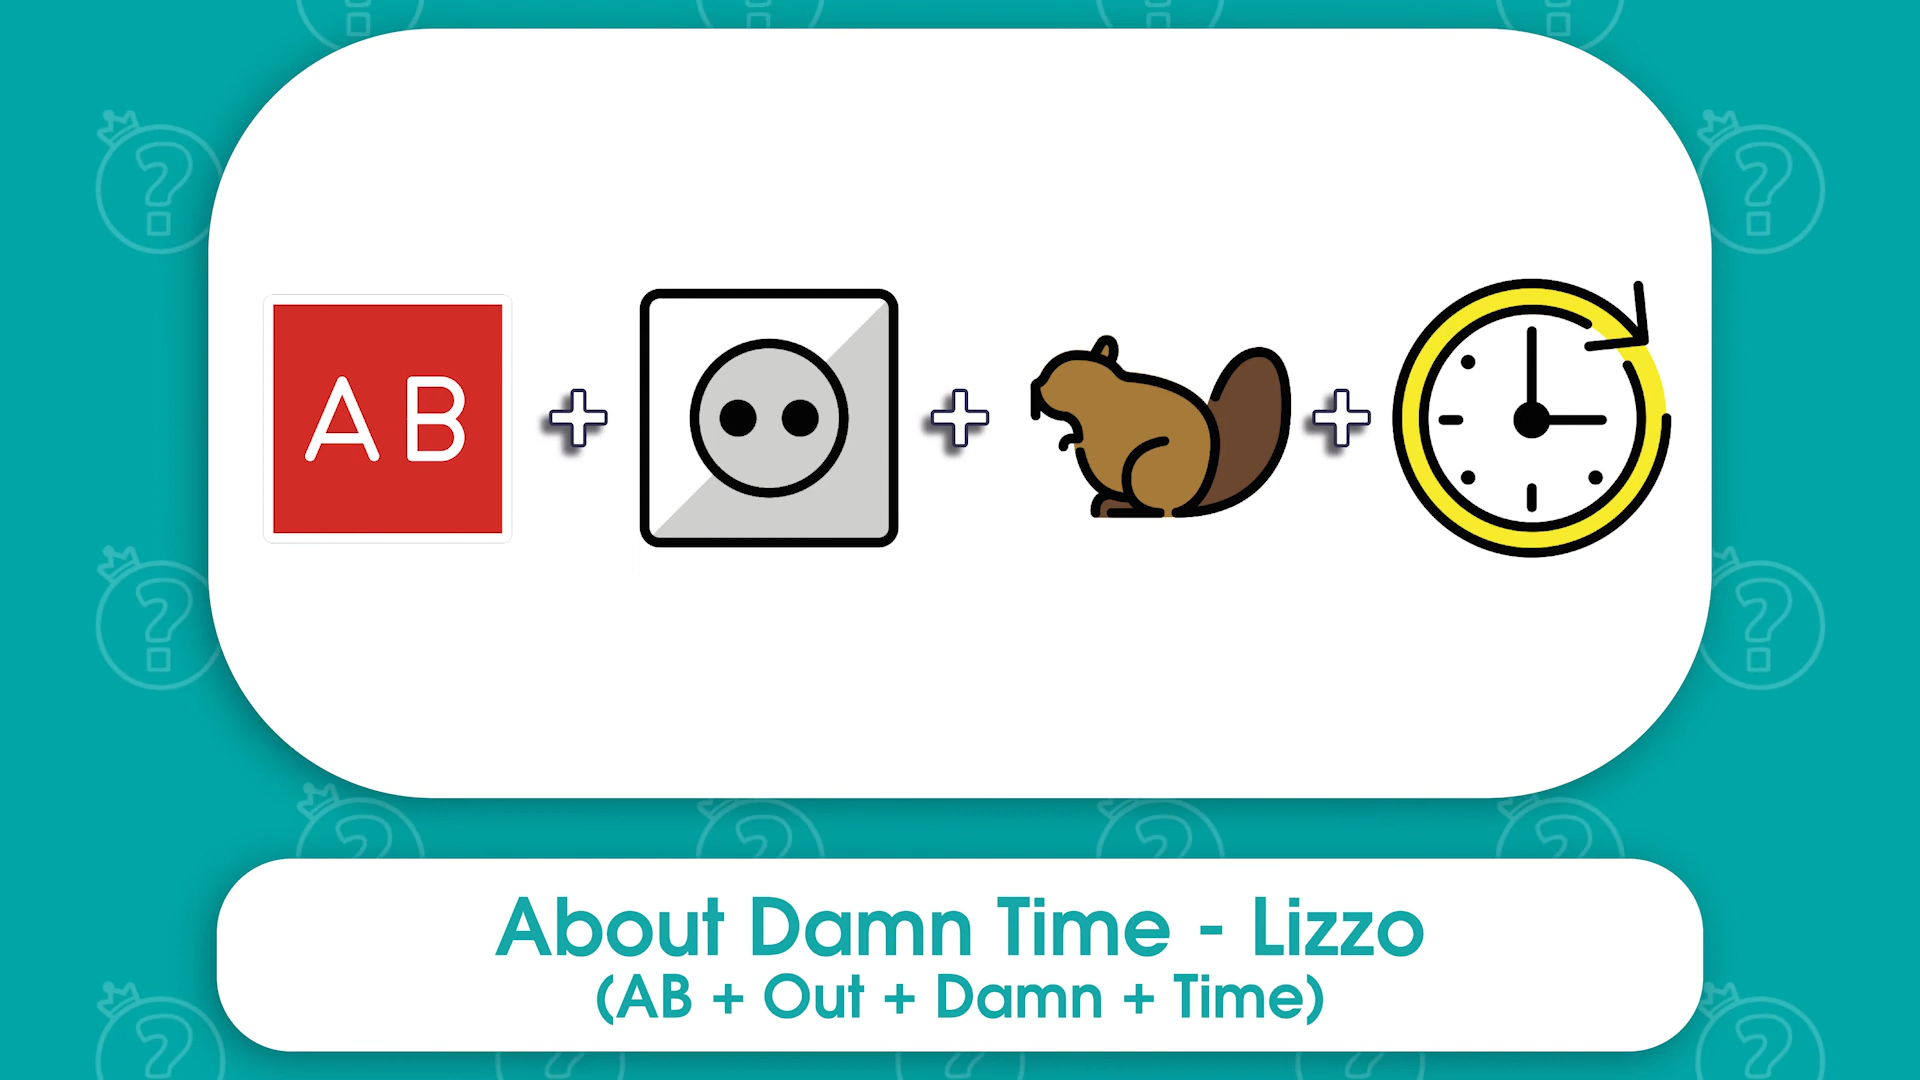 AB
About Damn Time - Lizzo
(AB + Out + Damn + Time)